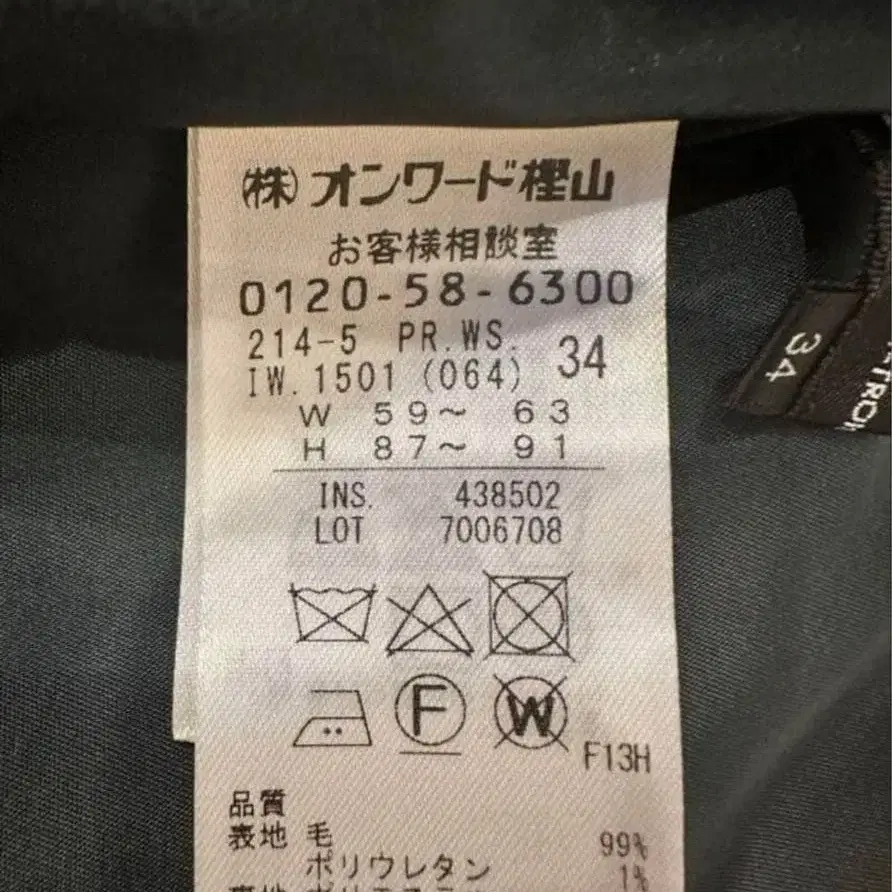 (株)オンワード樫山
お客様相談室
0120-58-6300
214-5 PR.WS. 34
IW.1501 (064)
W 59～ 63
H 87～ 91
INS. 438502
LOT 7006708
F
W
F13H
品質
表地 毛 99%
ポリウレタン 1%
34